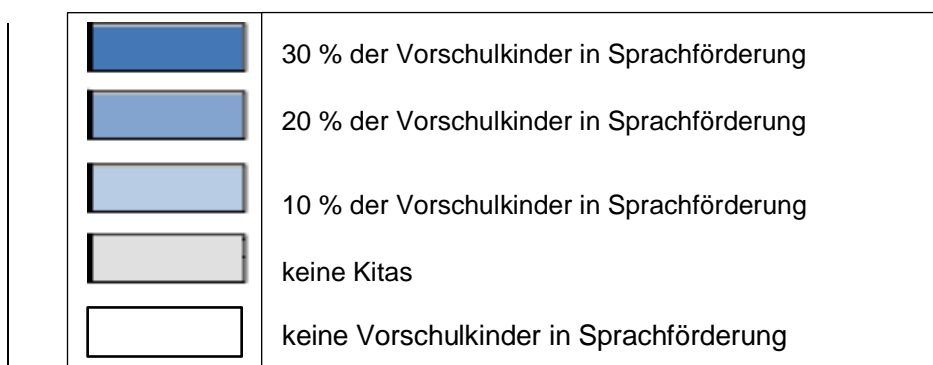 30 % der Vorschulkinder in Sprachförderung
20 % der Vorschulkinder in Sprachförderung
10 % der Vorschulkinder in Sprachförderung
keine Kitas
keine Vorschulkinder in Sprachförderung